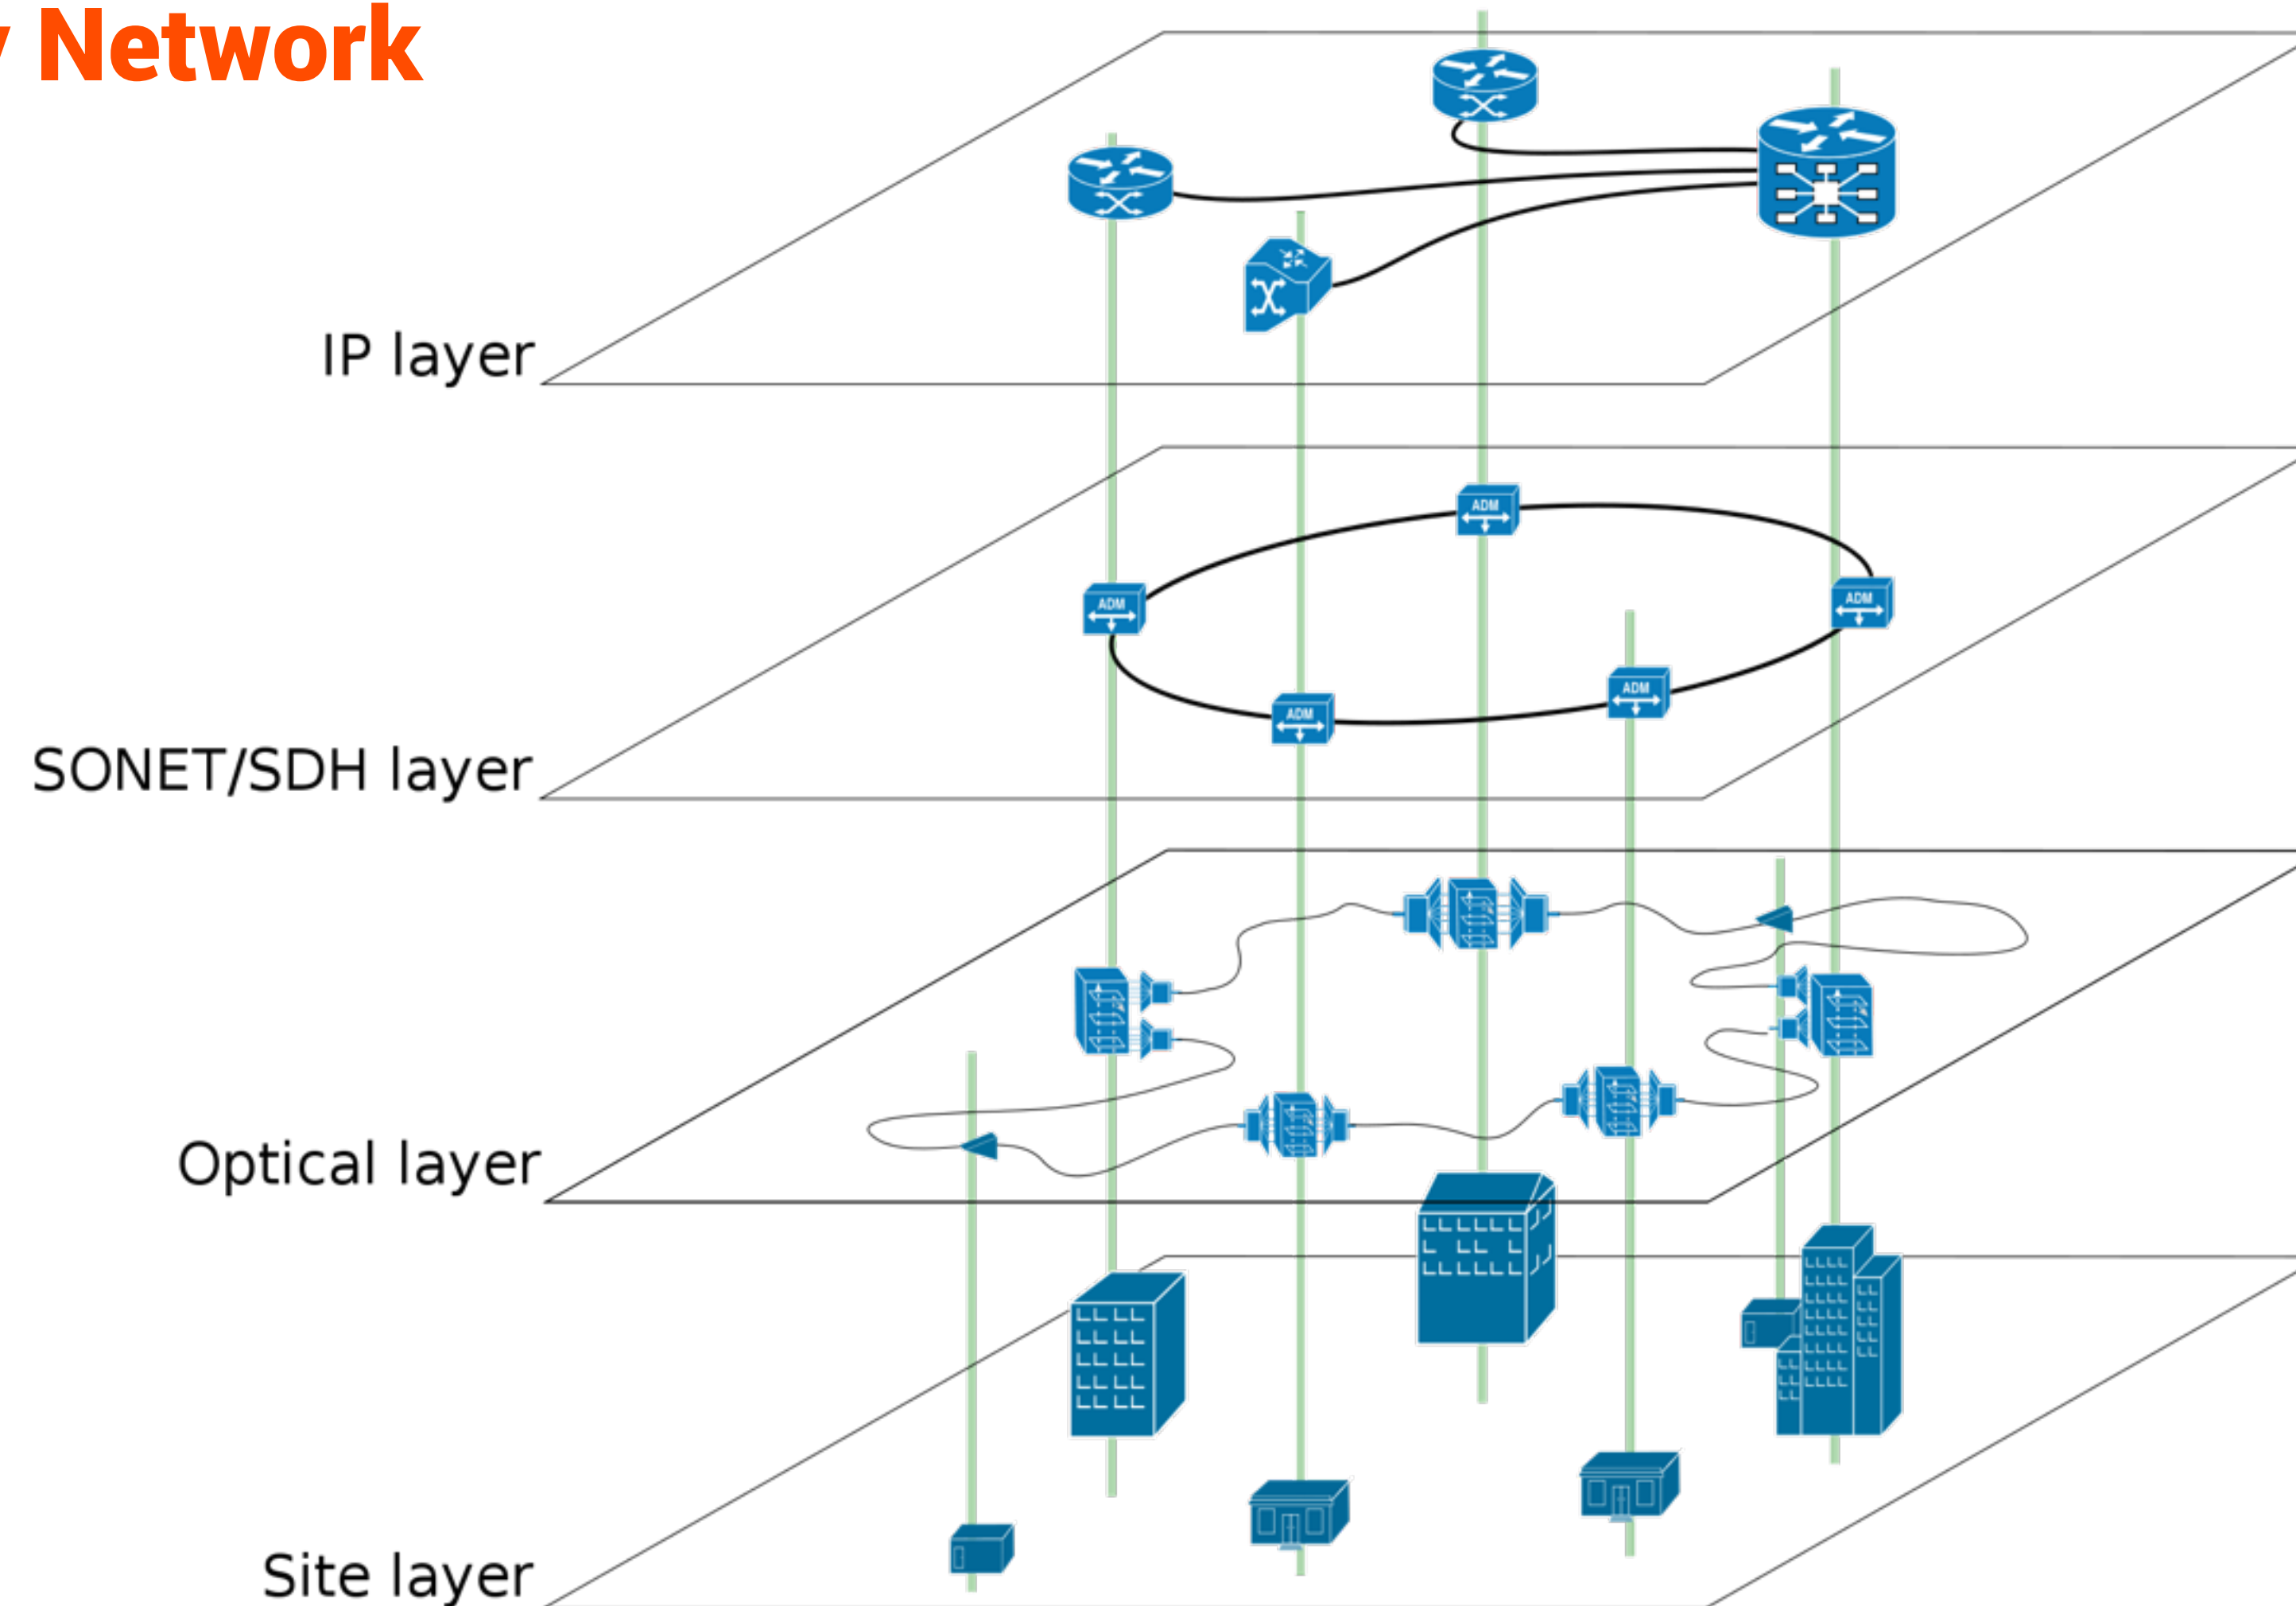 y Network
IP layer
ADM
ADM
ADM
ADM
ADM
SONET/SDH layer
Optical layer
Site layer